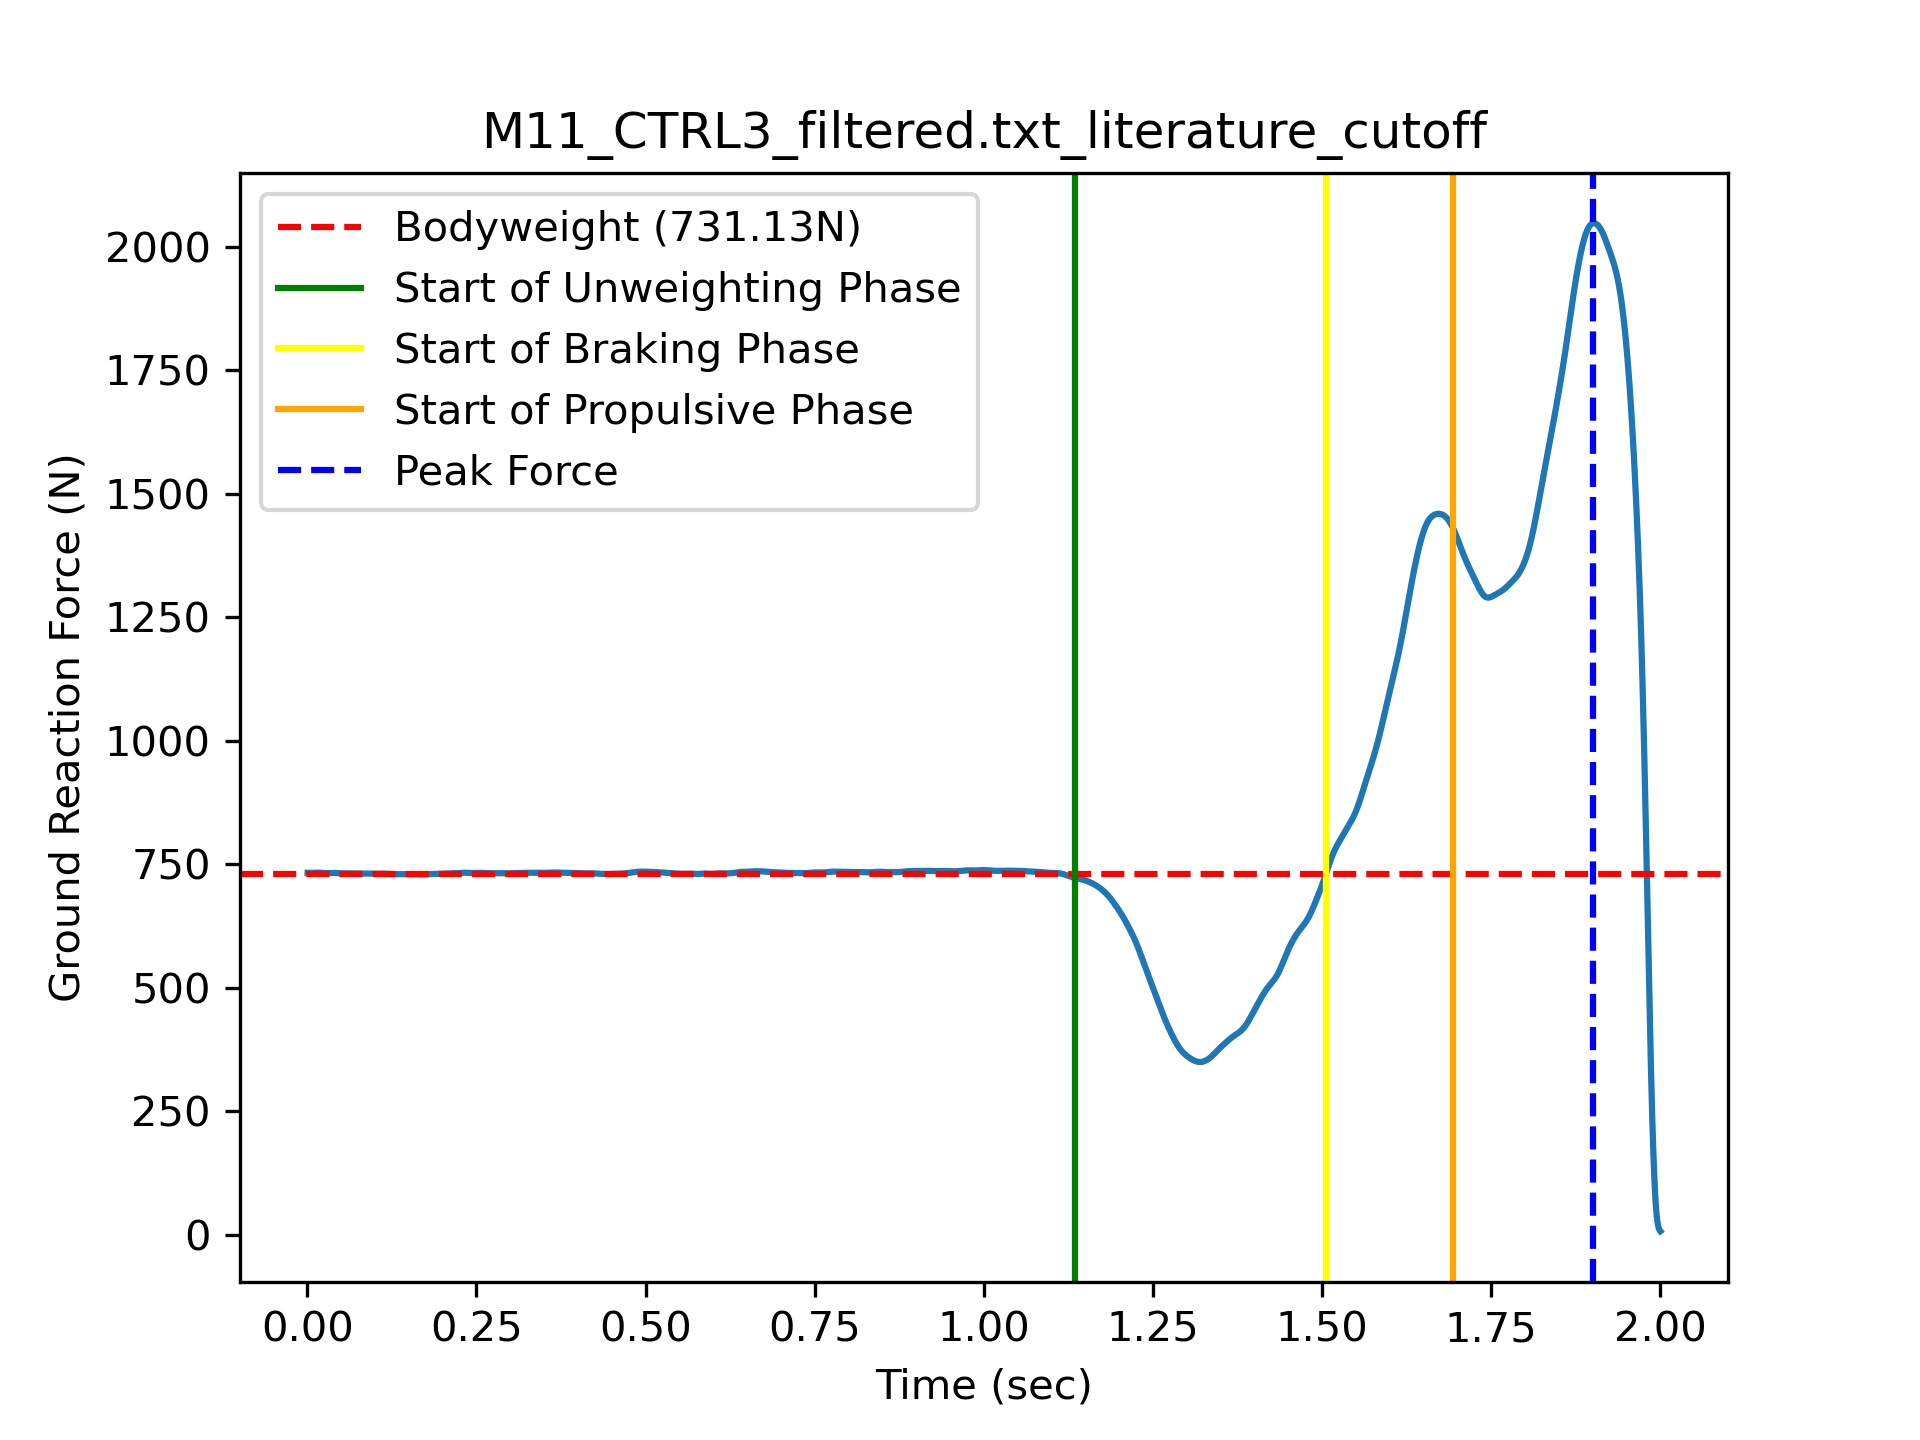 M11_CTRL3_filtered.txt_literature_cutoff
Bodyweight (731.13N)
Start of Unweighting Phase
Start of Braking Phase
Start of Propulsive Phase
Peak Force
Ground Reaction Force (N)
2000
1750
1500
1250
1000
750
500
250
0
0.00 0.25 0.50 0.75 1.00 1.25 1.50 1.75 2.00
Time (sec)